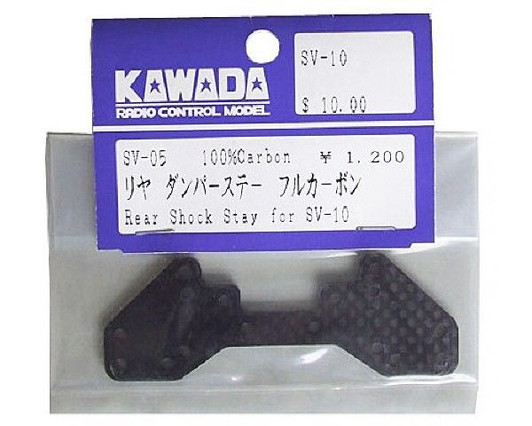 KAWADA
RADIO CONTROL MODEL
SV-10
$ 10.00
SV-05 100%Carbon ¥ 1.200
リヤ ダンパーステー フルカーボン
Rear Shock Stay for SV-10